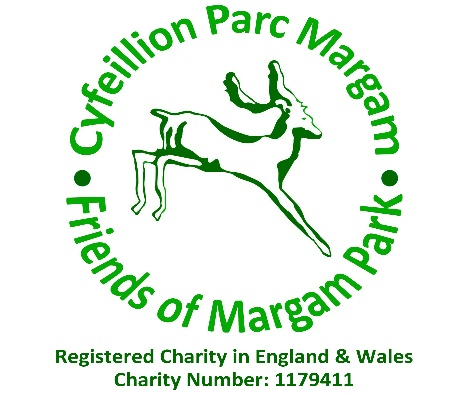 Cyfeillion Parc Margam
Friends of Margam Park
Registered Charity in England & Wales
Charity Number: 1179411